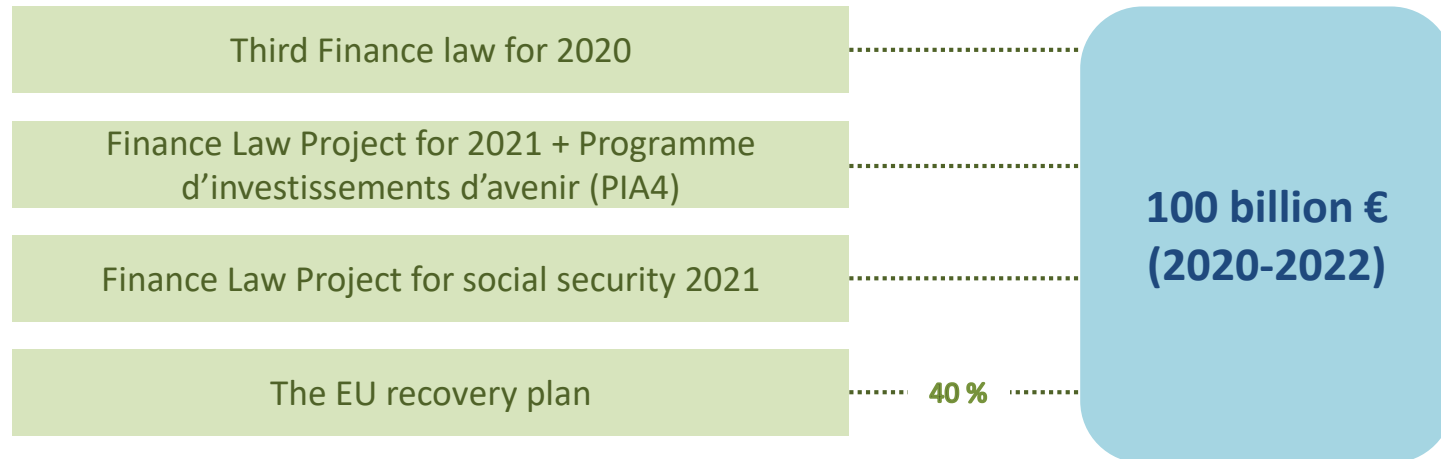 Third Finance law for 2020
Finance Law Project for 2021 + Programme
d’investissements d’avenir (PIA4)
100 billion €
(2020-2022)
Finance Law Project for social security 2021
The EU recovery plan
40 %